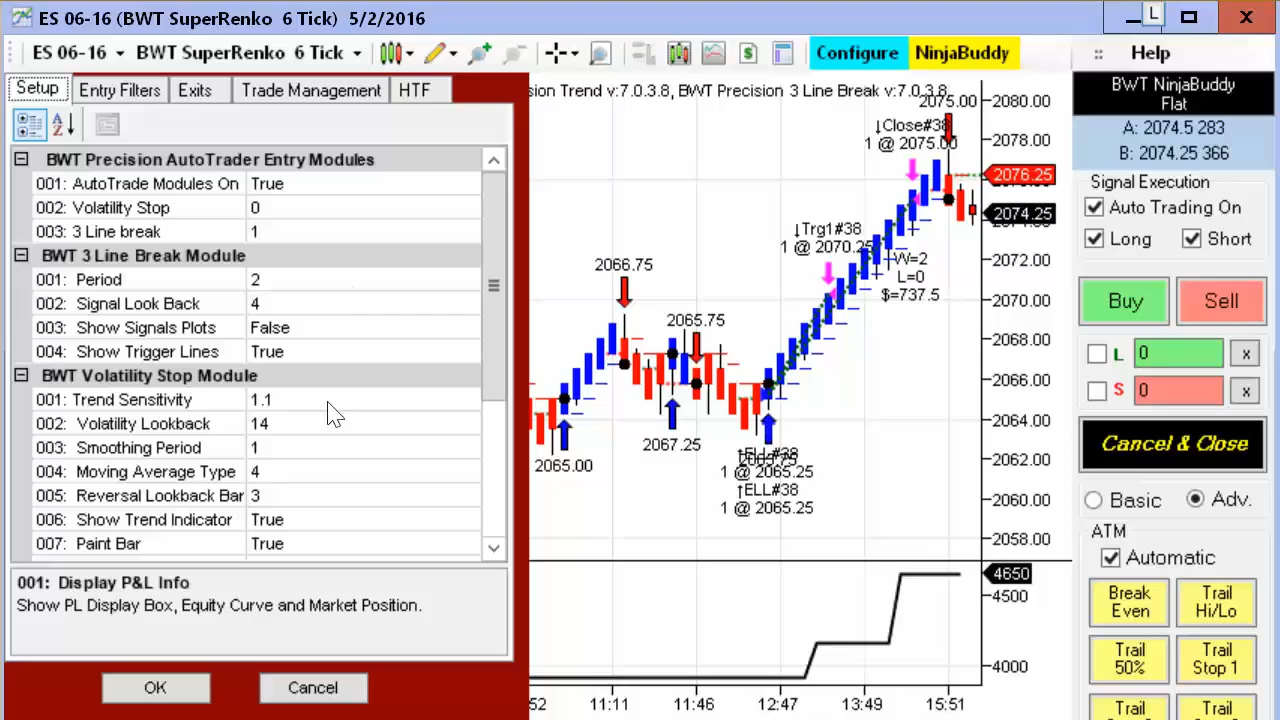 ES 06-16 (BWT SuperRenko 6 Tick) 5/2/2016
L
ES 06-16
BWT SuperRenko 6 Tick
$
Configure
NinjaBuddy
Help
Setup
Entry Filters
Exits
Trade Management
HTF
BWT Precision AutoTrader Entry Modules
001: AutoTrade Modules On True
002: Volatility Stop 0
003: 3 Line break 1
BWT 3 Line Break Module
001: Period 2
002: Signal Look Back 4
003: Show Signals Plots False
004: Show Trigger Lines True
BWT Volatility Stop Module
001: Trend Sensitivity 1.1
002: Volatility Lookback 14
003: Smoothing Period 1
004: Moving Average Type 4
005: Reversal Lookback Bar 3
006: Show Trend Indicator True
007: Paint Bar True
001: Display P&L Info
Show PL Display Box, Equity Curve and Market Position.
OK
Cancel
ion Trend v:7.0.3.8, BWT Precision 3 Line Break v:7.0.3.8
2075.00
↓Close#38
1 @ 2075.00
↓Trg1#38
1 @ 2070.25
W=2
L=0
$=737.5
2066.75
2065.75
2065.00
2067.25
↑ELL#38
1 @ 2065.25
↑ELL#38
1 @ 2065.25
2080.00
2078.00
2076.25
2074.25
2072.00
2070.00
2068.00
2066.00
2064.00
2062.00
2060.00
2058.00
4650
4500
4000
52
11:11
11:46
12:47
13:49
15:51
BWT NinjaBuddy
Flat
A: 2074.5 283
B: 2074.25 366
Signal Execution
Auto Trading On
Long
Short
Buy
Sell
L 0 x
S 0 x
Cancel & Close
Basic
Adv.
ATM
Automatic
Break
Even
Trail
Hi/Lo
Trail
50%
Trail
Stop 1
Trail
Trail